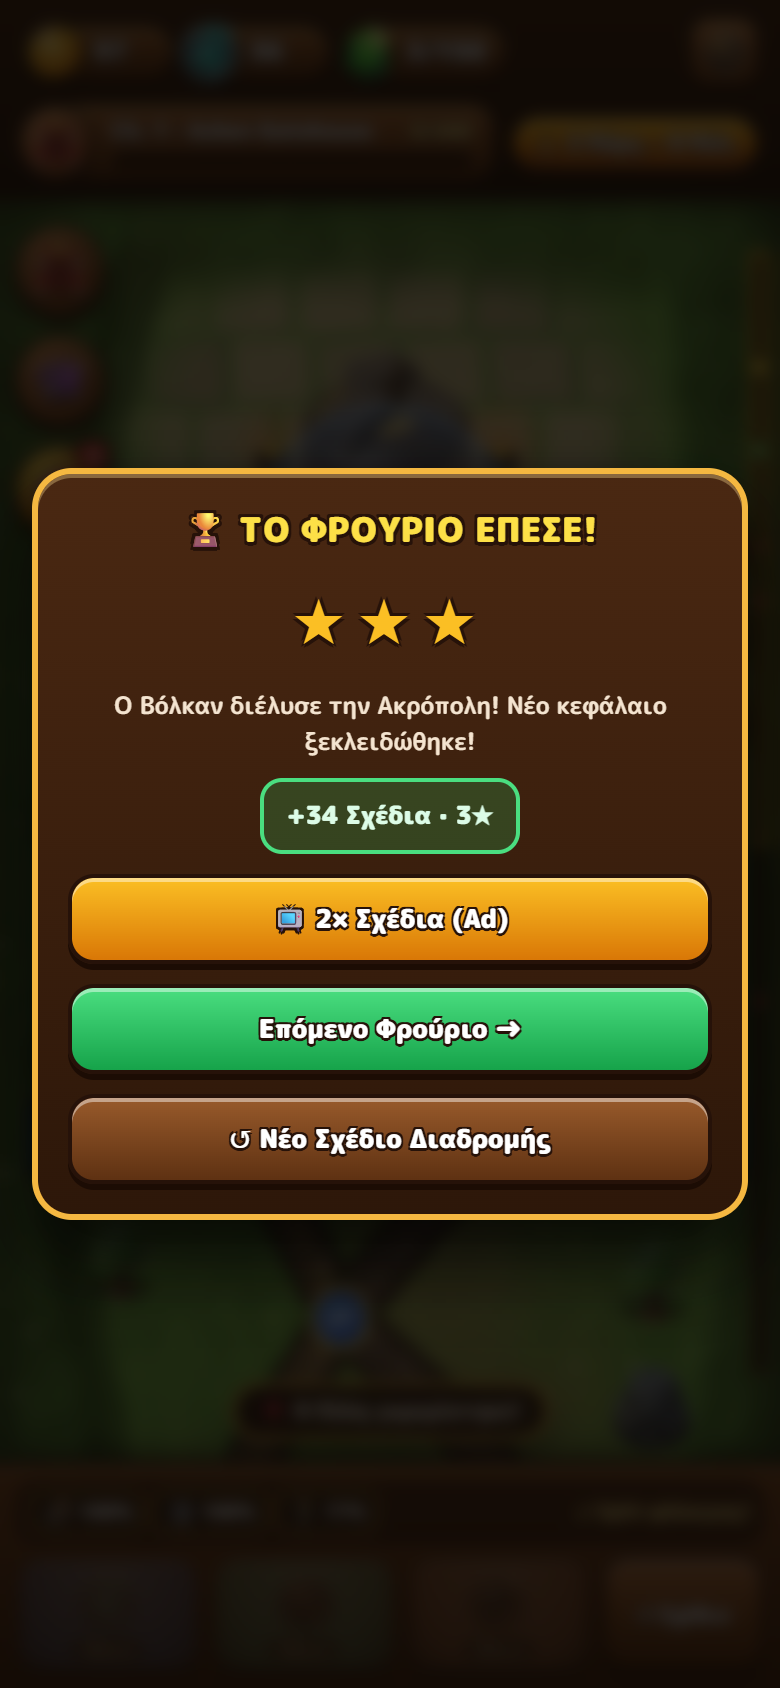 🏆 ΤΟ ΦΡΟΥΡΙΟ ΕΠΕΣΕ!
★ ★ ★
Ο Βόλκαν διέλυσε την Ακρόπολη! Νέο κεφάλαιο
ξεκλειδώθηκε!
+34 Σχέδια · 3★
📺 2× Σχέδια (Ad)
Επόμενο Φρούριο →
↺ Νέο Σχέδιο Διαδρομής